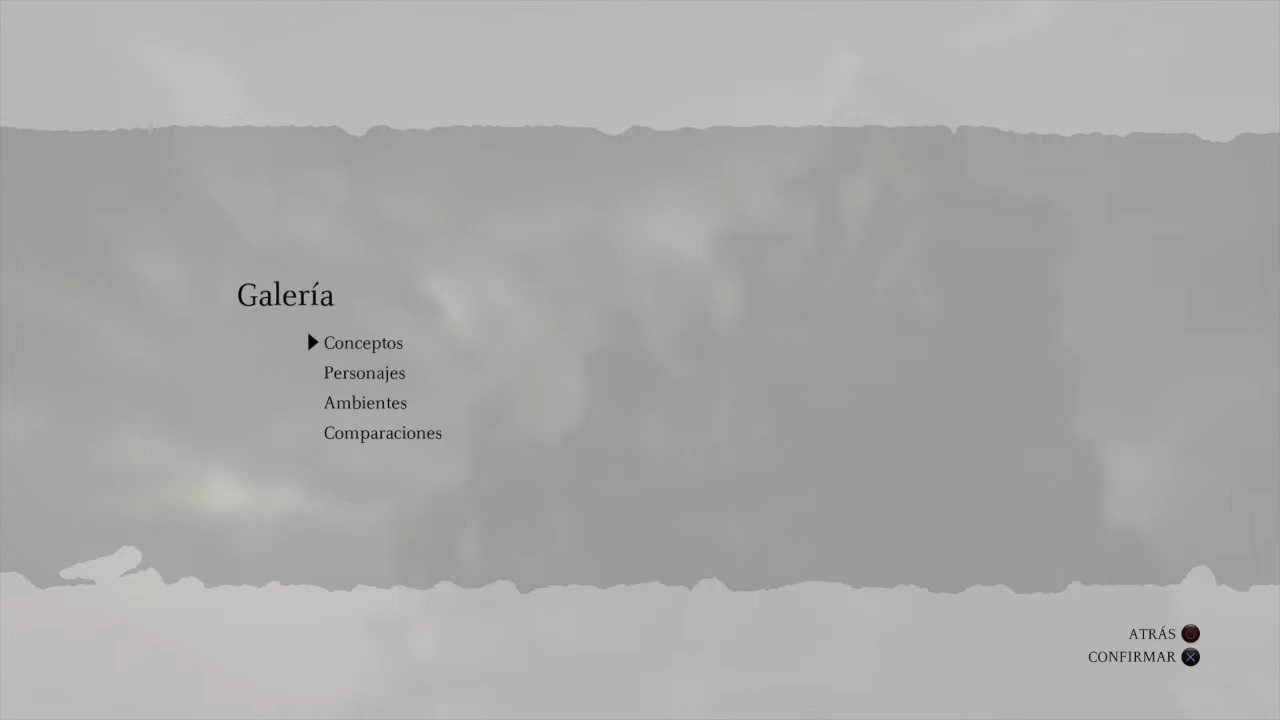 Galería
Conceptos
Personajes
Ambientes
Comparaciones
ATRÁS
CONFIRMAR